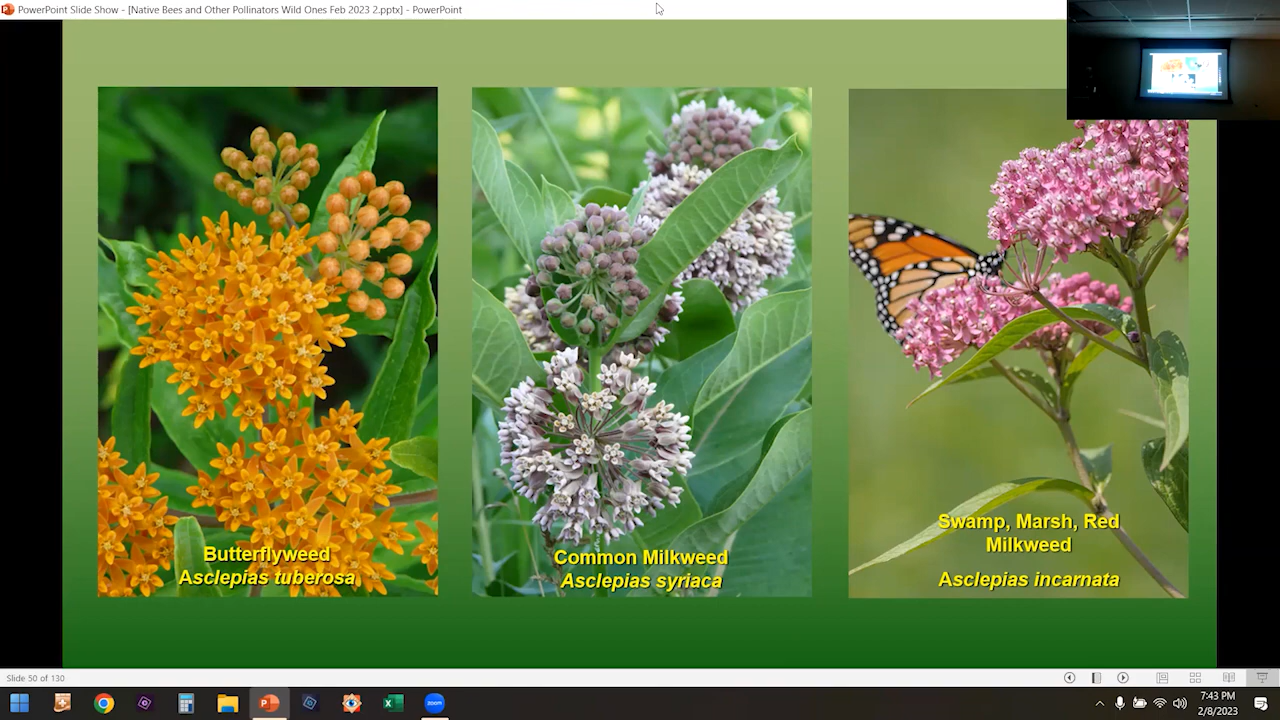 PowerPoint Slide Show - [Native Bees and Other Pollinators Wild Ones Feb 2023 2.pptx] - PowerPoint
Butterflyweed
Asclepias tuberosa
Common Milkweed
Asclepias syriaca
Swamp, Marsh, Red
Milkweed
Asclepias incarnata
Slide 50 of 130
zoom
7:43 PM
2/8/2023